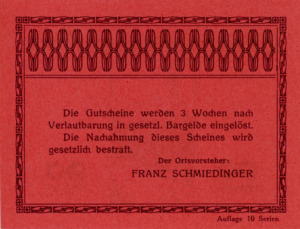 Die Gutscheine werden 3 Wochen nach
Verlautbarung in gesetzl. Bargelde eingelöst.
Die Nachahmung dieses Scheines wird
gesetzlich bestraft.
Der Ortsvorsteher:
FRANZ SCHMIEDINGER
Auflage 10 Serien